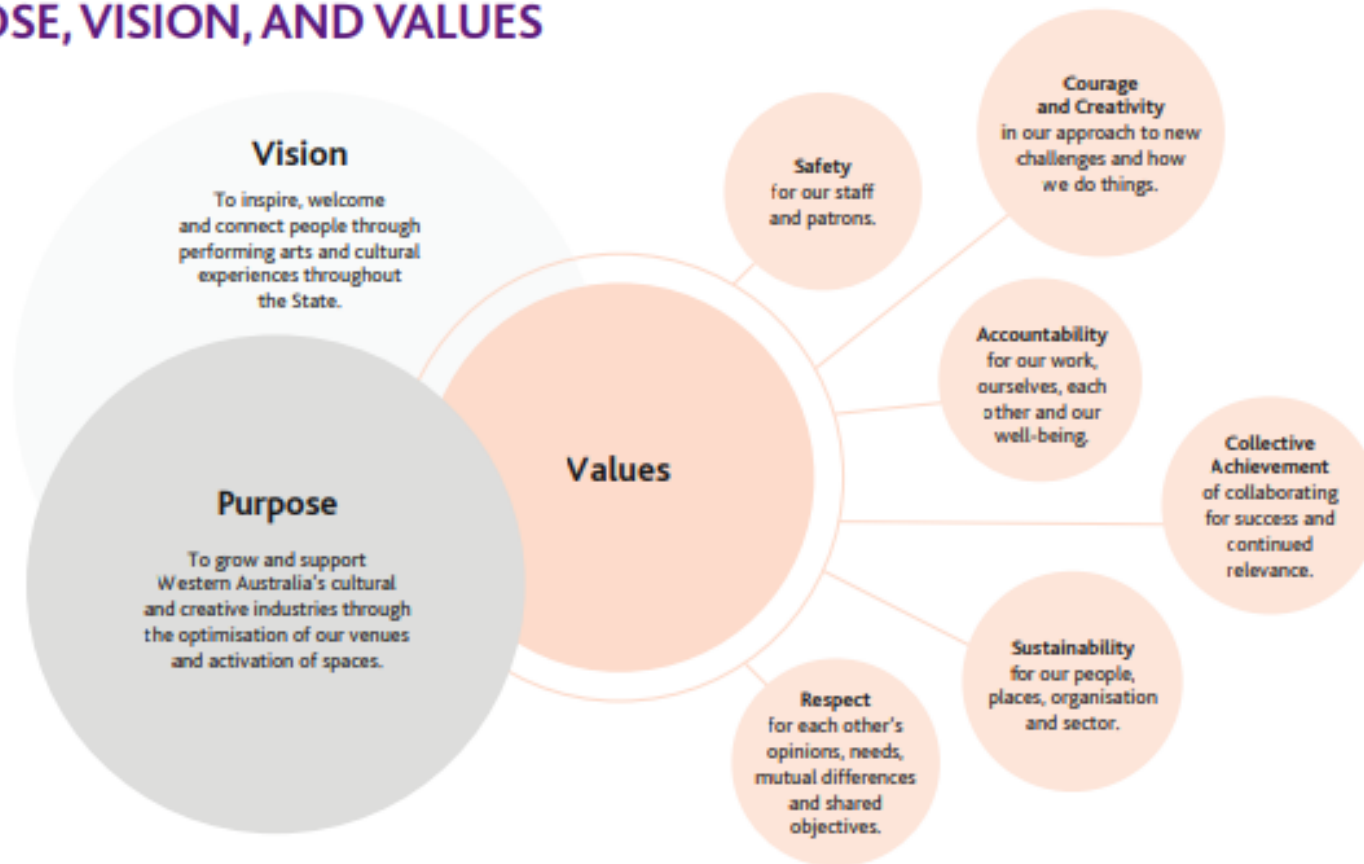 OSE, VISION, AND VALUES
Vision
To inspire, welcome
and connect people through
performing arts and cultural
experiences throughout
the State.
Purpose
To grow and support
Western Australia's cultural
and creative industries through
the optimisation of our venues
and activation of spaces.
Values
Safety
for our staff
and patrons.
Courage
and Creativity
in our approach to new
challenges and how
we do things.
Accountability
for our work,
ourselves, each
other and our
well-being.
Collective
Achievement
of collaborating
for success and
continued
relevance.
Sustainability
for our people,
places, organisation
and sector.
Respect
for each other's
opinions, needs,
mutual differences
and shared
objectives.